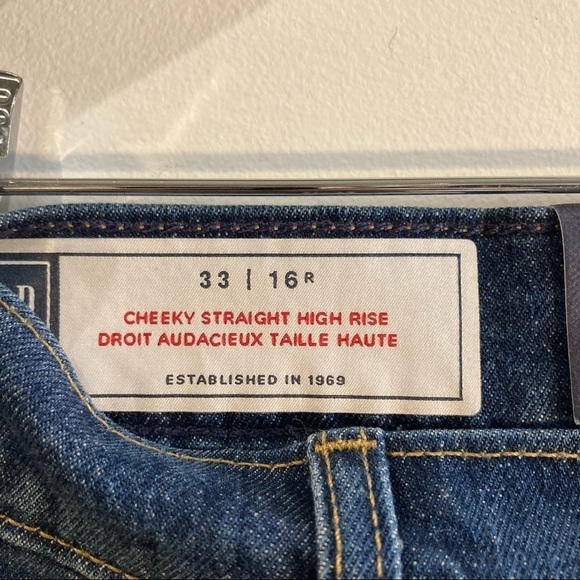 33 | 16R
CHEEKY STRAIGHT HIGH RISE
DROIT AUDACIEUX TAILLE HAUTE
ESTABLISHED IN 1969